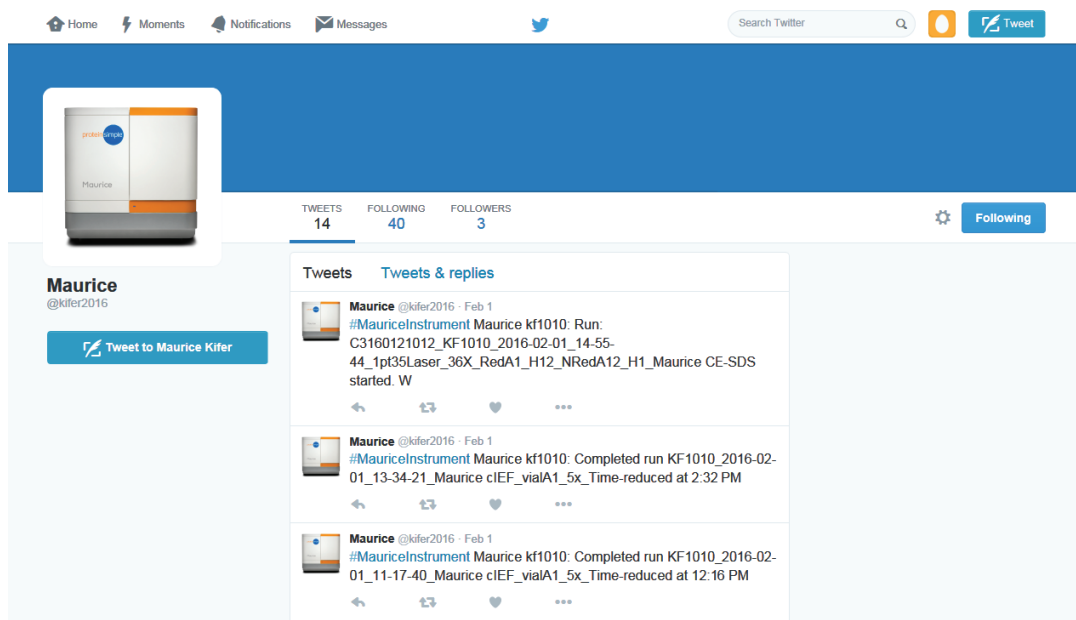 Home Moments Notifications Messages Search Twitter Tweet
protein simple
Maurice
TWEETS FOLLOWING FOLLOWERS
14 40 3
Following
Maurice
@kifer2016
Tweet to Maurice Kifer
Tweets Tweets & replies
Maurice @kifer2016 · Feb 1
#MauriceInstrument Maurice kf1010: Run:
C3160121012_KF1010_2016-02-01_14-55-
44_1pt35Laser_36X_RedA1_H12_NRedA12_H1_Maurice CE-SDS
started. W
Maurice @kifer2016 · Feb 1
#MauriceInstrument Maurice kf1010: Completed run KF1010_2016-02-
01_13-34-21_Maurice cIEF_vialA1_5x_Time-reduced at 2:32 PM
Maurice @kifer2016 · Feb 1
#MauriceInstrument Maurice kf1010: Completed run KF1010_2016-02-
01_11-17-40_Maurice cIEF_vialA1_5x_Time-reduced at 12:16 PM